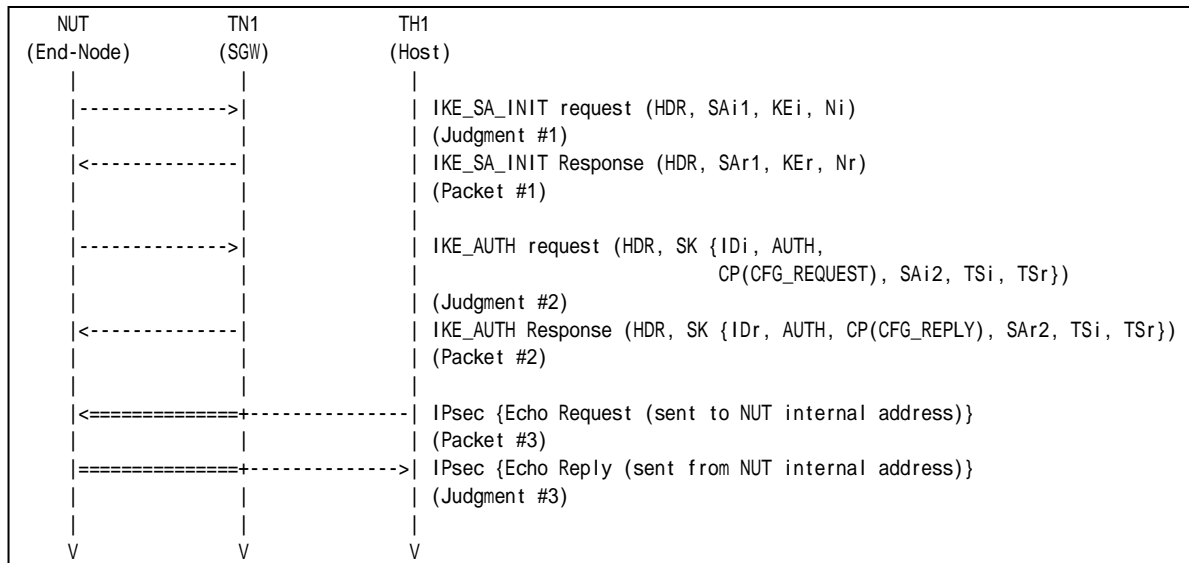 NUT TN1 TH1
(End-Node) (SGW) (Host)
| | |
|-------------->| | IKE_SA_INIT request (HDR, SAi1, KEi, Ni)
| | | (Judgment #1)
|<--------------| | IKE_SA_INIT Response (HDR, SAr1, KEr, Nr)
| | | (Packet #1)
| | |
|-------------->| | IKE_AUTH request (HDR, SK {IDi, AUTH,
| | | CP(CFG_REQUEST), SAi2, TSi, TSr})
| | | (Judgment #2)
|<--------------| | IKE_AUTH Response (HDR, SK {IDr, AUTH, CP(CFG_REPLY), SAr2, TSi, TSr})
| | | (Packet #2)
| | |
|<==============+---------------| IPsec {Echo Request (sent to NUT internal address)}
| | | (Packet #3)
|===============+-------------->| IPsec {Echo Reply (sent from NUT internal address)}
| | | (Judgment #3)
| | |
V V V